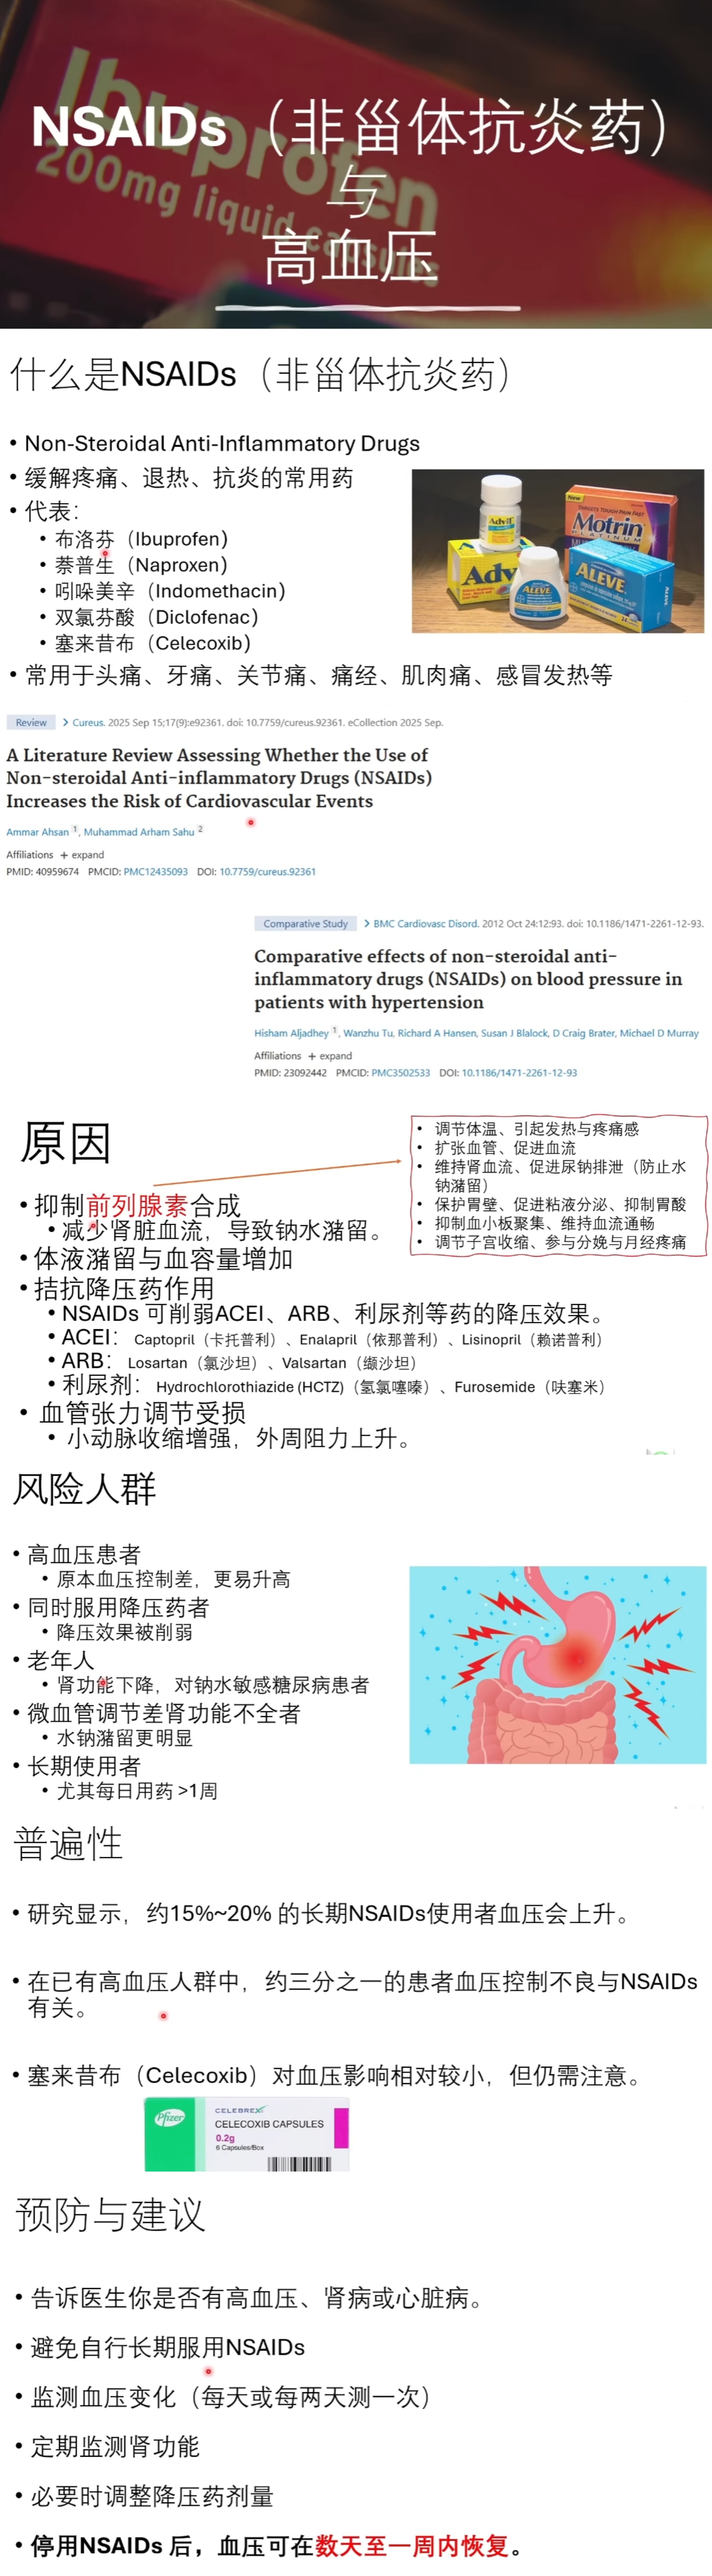 Ibuprofen
200mg liquid capsules
NSAIDs（非甾体抗炎药）
与
高血压
什么是NSAIDs（非甾体抗炎药）
• Non-Steroidal Anti-Inflammatory Drugs
• 缓解疼痛、退热、抗炎的常用药
• 代表：
• 布洛芬（Ibuprofen）
• 萘普生（Naproxen）
• 吲哚美辛（Indomethacin）
• 双氯芬酸（Diclofenac）
• 塞来昔布（Celecoxib）
Advil
New
TARGETS TOUGH PAIN FAST
Motrin
PLATINUM
Adv
ALEVE
ALEVE
• 常用于头痛、牙痛、关节痛、痛经、肌肉痛、感冒发热等
Review > Cureus. 2025 Sep 15;17(9):e92361. doi: 10.7759/cureus.92361. eCollection 2025 Sep.
A Literature Review Assessing Whether the Use of
Non-steroidal Anti-inflammatory Drugs (NSAIDs)
Increases the Risk of Cardiovascular Events
Ammar Ahsan 1, Muhammad Arham Sahu 2
Affiliations + expand
PMID: 40959674 PMCID: PMC12435093 DOI: 10.7759/cureus.92361
Comparative Study > BMC Cardiovasc Disord. 2012 Oct 24:12:93. doi: 10.1186/1471-2261-12-93.
Comparative effects of non-steroidal anti-
inflammatory drugs (NSAIDs) on blood pressure in
patients with hypertension
Hisham Aljadhey 1, Wanzhu Tu, Richard A Hansen, Susan J Blalock, D Craig Brater, Michael D Murray
Affiliations + expand
PMID: 23092442 PMCID: PMC3502533 DOI: 10.1186/1471-2261-12-93
原因
• 调节体温、引起发热与疼痛感
• 扩张血管、促进血流
• 维持肾血流、促进尿钠排泄（防止水
钠潴留）
• 保护胃壁、促进粘液分泌、抑制胃酸
• 抑制血小板聚集、维持血流通畅
• 调节子宫收缩、参与分娩与月经疼痛
• 抑制前列腺素合成
• 减少肾脏血流，导致钠水潴留。
• 体液潴留与血容量增加
• 拮抗降压药作用
• NSAIDs 可削弱ACEI、ARB、利尿剂等药的降压效果。
• ACEI： Captopril（卡托普利）、Enalapril（依那普利）、Lisinopril（赖诺普利）
• ARB： Losartan（氯沙坦）、Valsartan（缬沙坦）
• 利尿剂： Hydrochlorothiazide (HCTZ)（氢氯噻嗪）、Furosemide（呋塞米）
• 血管张力调节受损
• 小动脉收缩增强，外周阻力上升。
风险人群
• 高血压患者
• 原本血压控制差，更易升高
• 同时服用降压药者
• 降压效果被削弱
• 老年人
• 肾功能下降，对钠水敏感糖尿病患者
• 微血管调节差肾功能不全者
• 水钠潴留更明显
• 长期使用者
• 尤其每日用药 >1周
普遍性
• 研究显示，约15%~20% 的长期NSAIDs使用者血压会上升。
• 在已有高血压人群中，约三分之一的患者血压控制不良与NSAIDs
有关。
• 塞来昔布（Celecoxib）对血压影响相对较小，但仍需注意。
Pfizer
CELEBREX
CELECOXIB CAPSULES
0.2g
6 Capsules/Box
预防与建议
• 告诉医生你是否有高血压、肾病或心脏病。
• 避免自行长期服用NSAIDs
• 监测血压变化（每天或每两天测一次）
• 定期监测肾功能
• 必要时调整降压药剂量
• 停用NSAIDs 后，血压可在数天至一周内恢复。